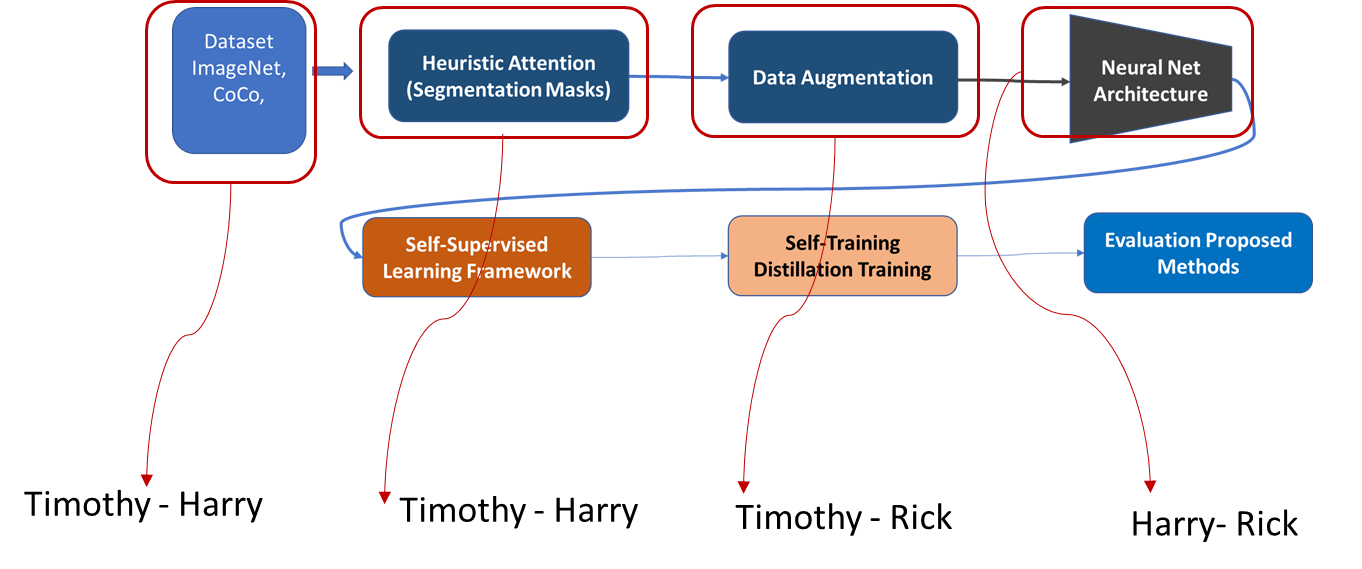 Dataset
ImageNet,
CoCo,
Heuristic Attention
(Segmentation Masks)
Data Augmentation
Neural Net
Architecture
Self-Supervised
Learning Framework
Self-Training
Distillation Training
Evaluation Proposed
Methods
Timothy - Harry
Timothy - Harry
Timothy - Rick
Harry- Rick